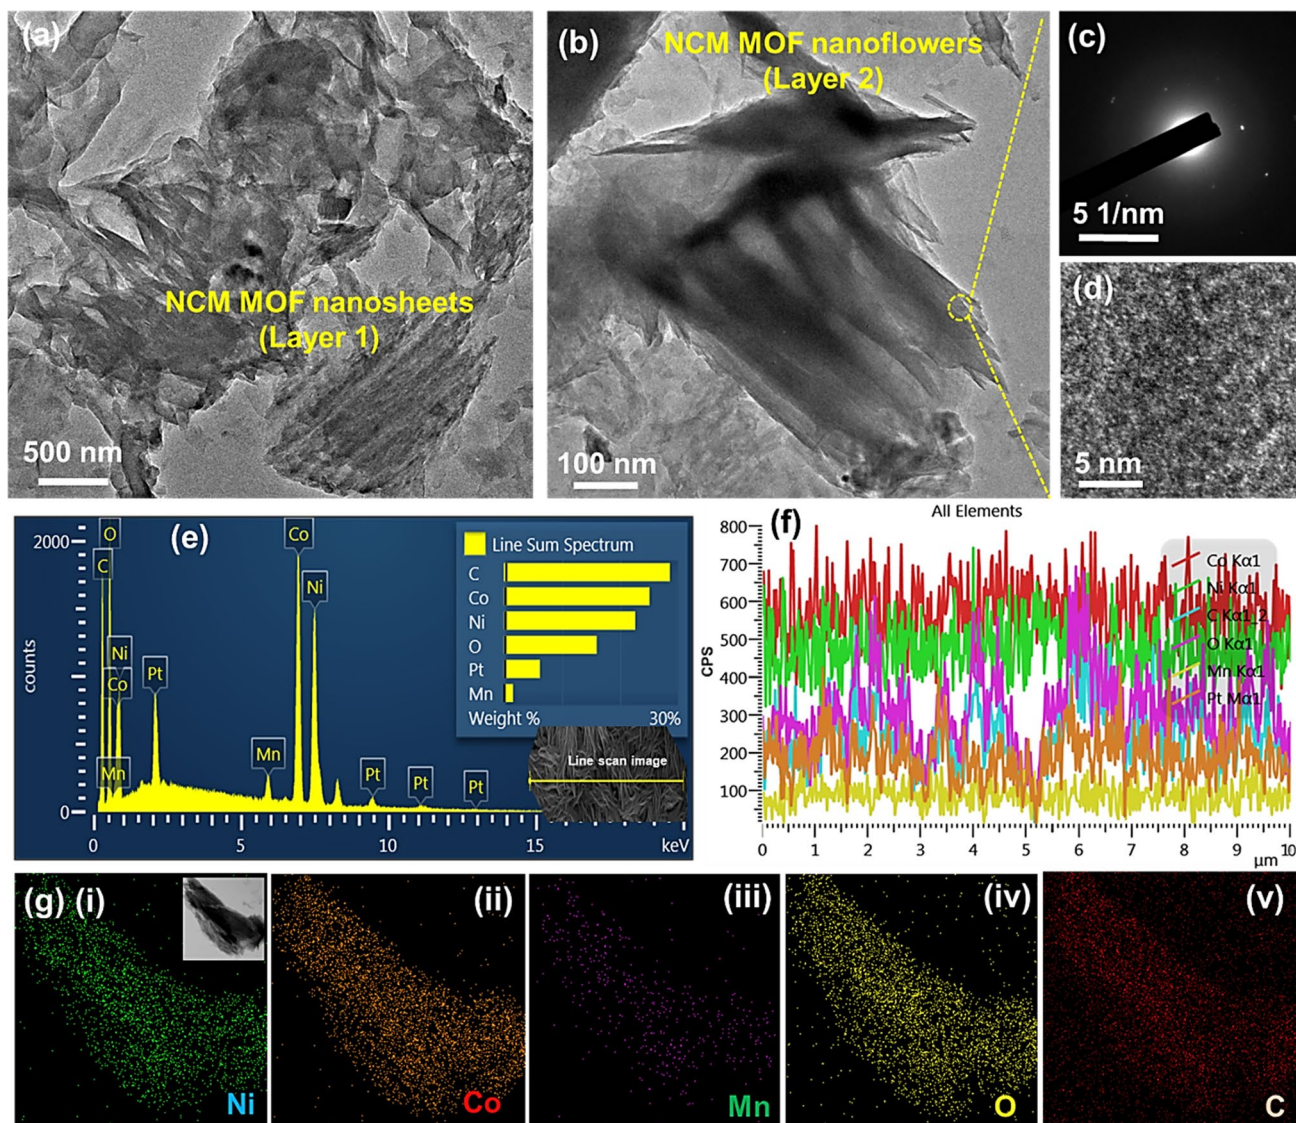 (a)
NCM MOF nanosheets
(Layer 1)
500 nm
(b)
NCM MOF nanoflowers
(Layer 2)
100 nm
(c)
5 1/nm
(d)
5 nm
(e)
2000
counts
0
C
O
Ni
Co
Mn
Pt
Mn
Co
Ni
Pt
Pt
Pt
0
5
10
15
keV
Line Sum Spectrum
C
Co
Ni
O
Pt
Mn
Weight %
30%
Line scan image
(f)
All Elements
CPS
800
700
600
500
400
300
200
100
0
1
2
3
4
5
6
7
8
9
10
µm
Co Kα1
Ni Kα1
C Kα1_2
O Kα1
Mn Kα1
Pt Mα1
(g) (i)
Ni
(ii)
Co
(iii)
Mn
(iv)
O
(v)
C